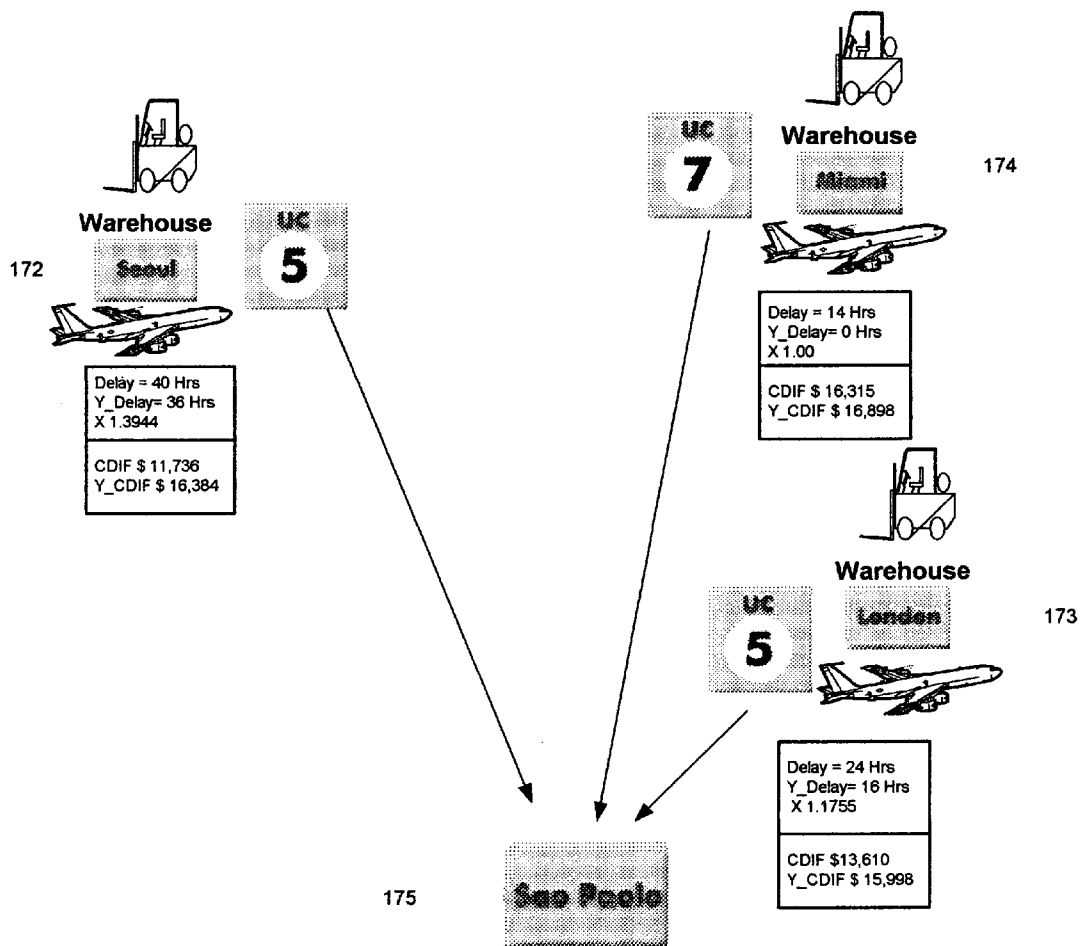 UC
7
Warehouse
Miami
174
Warehouse
Seoul
UC
5
172
Delay = 14 Hrs
Y_Delay= 0 Hrs
X 1.00
CDIF $ 16,315
Y_CDIF $ 16,898
Delay = 40 Hrs
Y_Delay= 36 Hrs
X 1.3944
CDIF $ 11,736
Y_CDIF $ 16,384
Warehouse
London
UC
5
173
Delay = 24 Hrs
Y_Delay= 16 Hrs
X 1.1755
CDIF $13,610
Y_CDIF $ 15,998
175
Sao Paolo